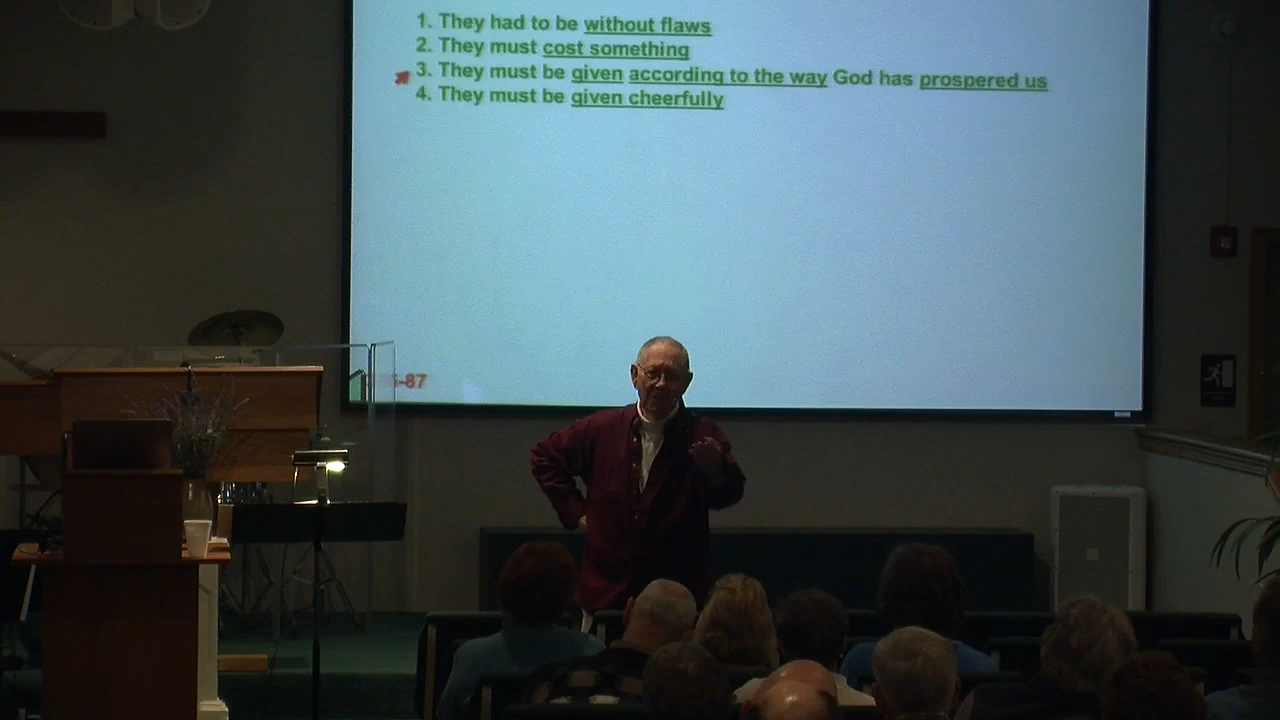 1. They had to be without flaws
2. They must cost something
3. They must be given according to the way God has prospered us
4. They must be given cheerfully
-87